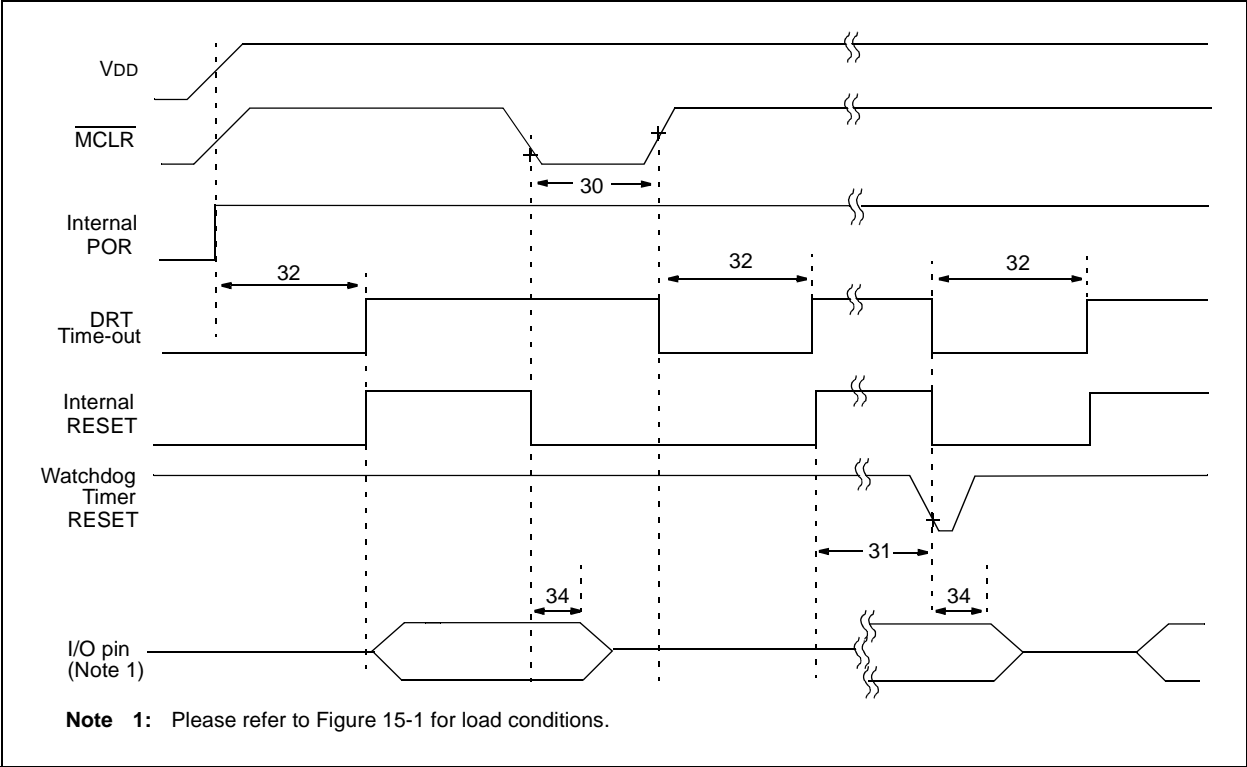 VDD
MCLR
30
Internal
POR
32
32
32
DRT
Time-out
Internal
RESET
Watchdog
Timer
RESET
31
34
34
I/O pin
(Note 1)
Note 1: Please refer to Figure 15-1 for load conditions.